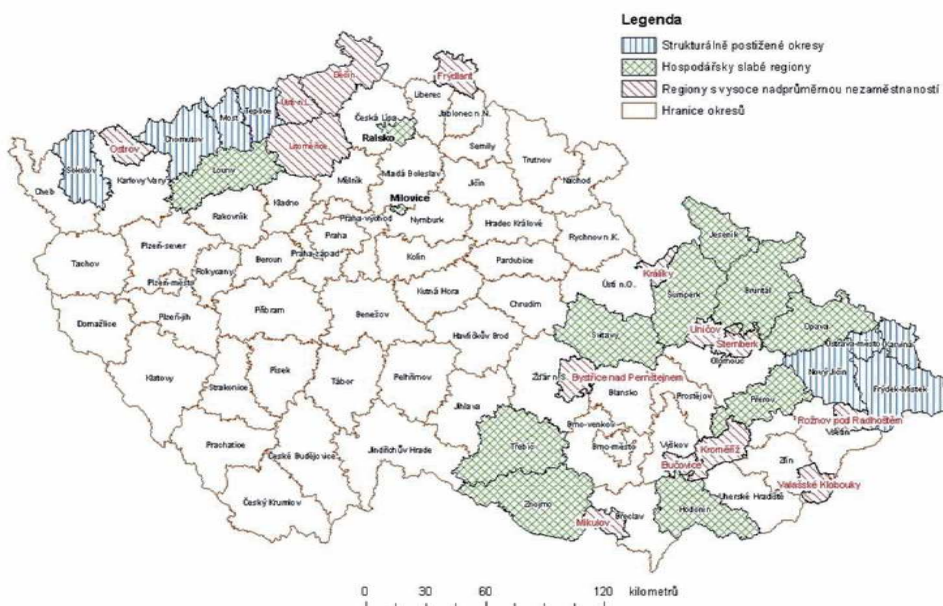 Legenda
Strukturálně postižené okresy
Hospodářsky slabé regiony
Regiony s vysoce nadprůměrnou nezaměstnaností
Hranice okresů
Děčín
Frýdlant
Ústí n.L.
Teplice
Liberec
Most
Česká Lípa
Jablonec n.N.
Chomutov
Ralsko
Ostrov
Litoměřice
Semily
Trutnov
Sokolov
Louny
Mělník
Mladá Boleslav
Jičín
Náchod
Cheb
Karlovy Vary
Milovice
Rakovník
Kladno
Praha-východ
Nymburk
Hradec Králové
Praha
Rychnov n.K.
Jeseník
Plzeň-sever
Tachov
Rokycany
Beroun
Praha-západ
Kolín
Pardubice
Králíky
Plzeň-město
Ústí n.O.
Šumperk
Bruntál
Kutná Hora
Příbram
Benešov
Chrudim
Domažlice
Plzeň-jih
Opava
Svitavy
Uničov
Havlíčkův Brod
Šternberk
Ostrava-město
Karviná
Olomouc
Nový Jičín
Písek
Klatovy
Strakonice
Tábor
Pelhřimov
Žďár n.S.
Bystřice nad Pernštejnem
Frýdek-Místek
Blansko
Prostějov
Přerov
Jihlava
Rožnov pod Radhoštěm
Vsetín
Brno-venkov
Prachatice
Třebíč
Brno-město
Vyškov
Kroměříž
České Budějovice
Jindřichův Hrade
Bučovice
Zlín
Valašské Klobouky
Český Krumlov
Znojmo
Uherské Hradiště
Hodonín
Mikulov
Břeclav
0 30 60 120 kilometrů